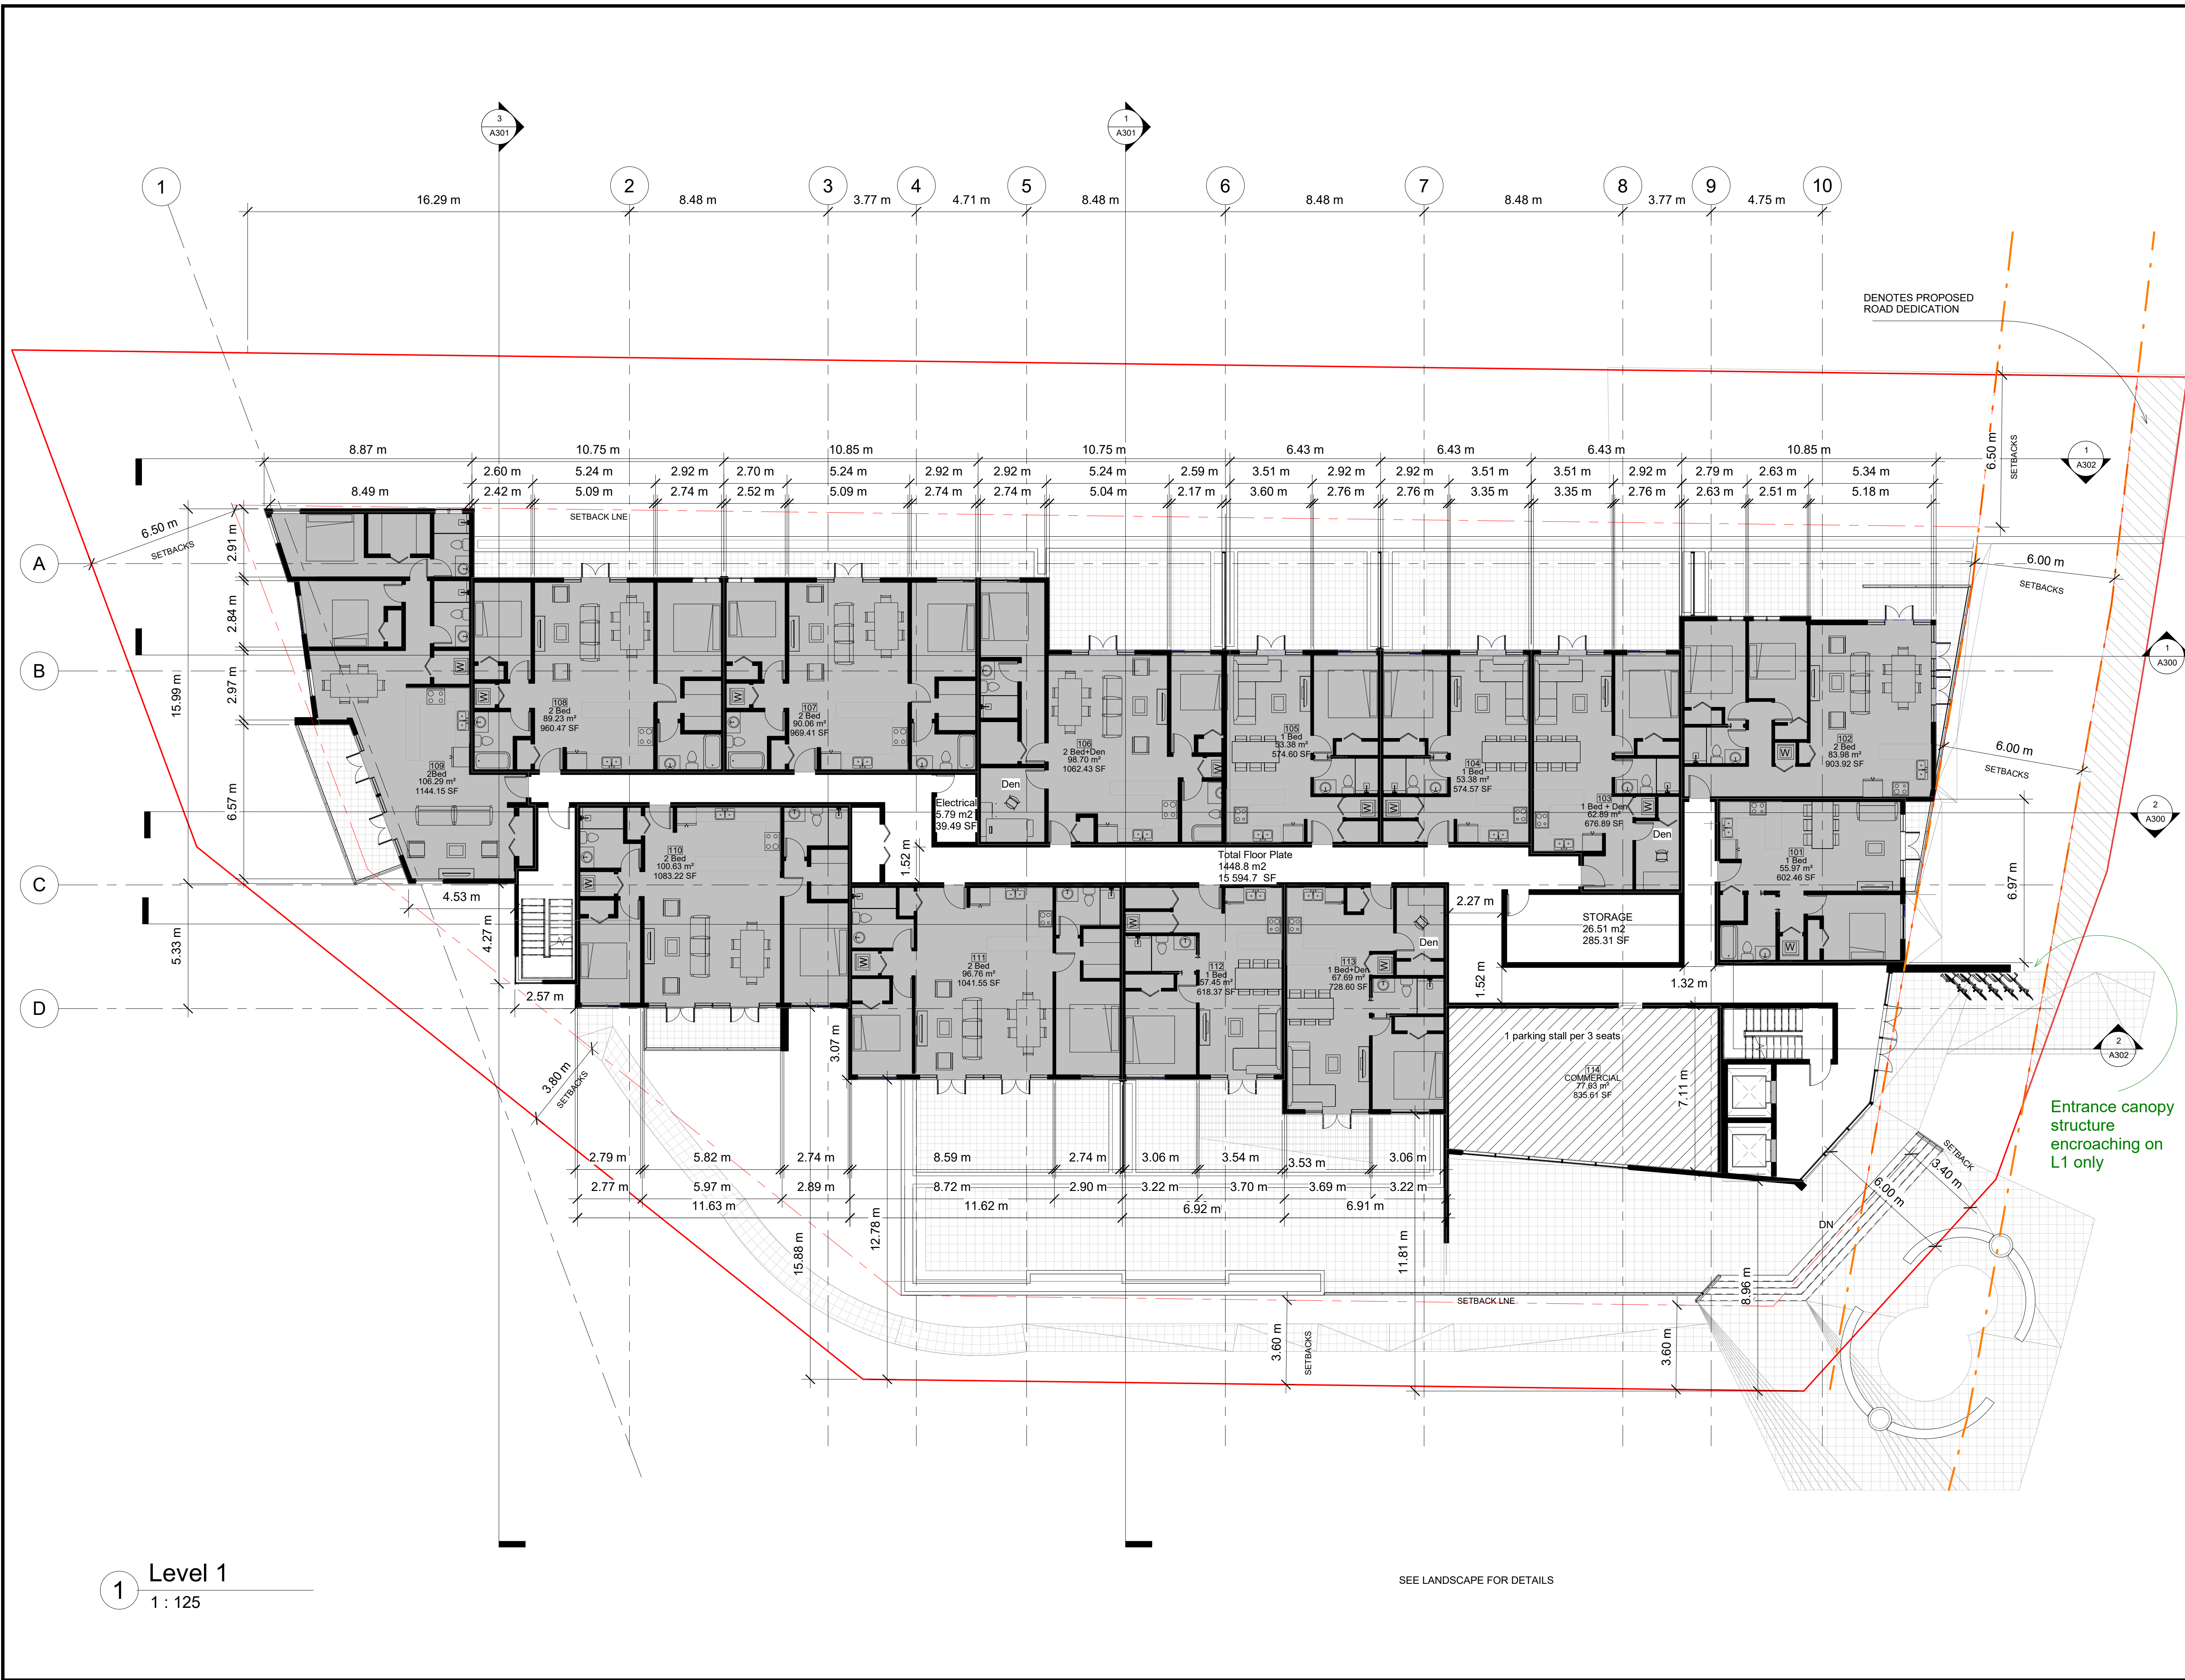 3
A301
1
A301
1
2
3
4
5
6
7
8
9
10
16.29 m
8.48 m
3.77 m
4.71 m
8.48 m
8.48 m
8.48 m
3.77 m
4.75 m
DENOTES PROPOSED
ROAD DEDICATION
8.87 m
10.75 m
10.85 m
10.75 m
6.43 m
6.43 m
6.43 m
10.85 m
6.50 m
SETBACKS
1
A302
2.60 m
5.24 m
2.92 m
2.70 m
5.24 m
2.92 m
2.92 m
5.24 m
2.59 m
3.51 m
2.92 m
2.92 m
3.51 m
3.51 m
2.92 m
2.79 m
2.63 m
5.34 m
8.49 m
2.42 m
5.09 m
2.74 m
2.52 m
5.09 m
2.74 m
2.74 m
5.04 m
2.17 m
3.60 m
2.76 m
2.76 m
3.35 m
3.35 m
2.76 m
2.63 m
2.51 m
5.18 m
SETBACK LNE
6.50 m
SETBACKS
A
B
C
D
2.91 m
2.84 m
2.97 m
6.57 m
15.99 m
5.33 m
6.00 m
SETBACKS
1
A300
6.00 m
SETBACKS
2
A300
6.97 m
109
2Bed
106.29 m²
1144.15 SF
108
2 Bed
89.23 m²
960.47 SF
107
2 Bed
90.06 m²
969.41 SF
106
2 Bed+Den
98.70 m²
1062.43 SF
Den
105
1 Bed
53.38 m²
574.60 SF
104
1 Bed
53.38 m²
574.57 SF
103
1 Bed + Den
62.89 m²
676.89 SF
Den
102
2 Bed
83.98 m²
903.92 SF
101
1 Bed
55.97 m²
602.46 SF
W
W
W
W
W
W
W
W
W
W
W
W
W
Electrical
5.79 m2
39.49 SF
1.52 m
Total Floor Plate
1448.8 m2
15 594.7 SF
110
2 Bed
100.63 m²
1083.22 SF
111
2 Bed
96.76 m²
1041.55 SF
112
1 Bed
57.45 m²
618.37 SF
113
1 Bed+Den
67.69 m²
728.60 SF
Den
2.27 m
STORAGE
26.51 m2
285.31 SF
1.52 m
1.32 m
4.53 m
4.27 m
2.57 m
3.07 m
1 parking stall per 3 seats
114
COMMERCIAL
77.63 m²
835.61 SF
7.11 m
2
A302
Entrance canopy
structure
encroaching on
L1 only
3.80 m
SETBACKS
2.79 m
5.82 m
2.74 m
8.59 m
2.74 m
3.06 m
3.54 m
3.53 m
3.06 m
2.77 m
5.97 m
2.89 m
8.72 m
2.90 m
3.22 m
3.70 m
3.69 m
3.22 m
11.63 m
11.62 m
6.92 m
6.91 m
15.88 m
12.78 m
11.81 m
8.96 m
SETBACK
3.40 m
6.00 m
DN
SETBACK LNE
3.60 m
SETBACKS
3.60 m
1
Level 1
1 : 125
SEE LANDSCAPE FOR DETAILS